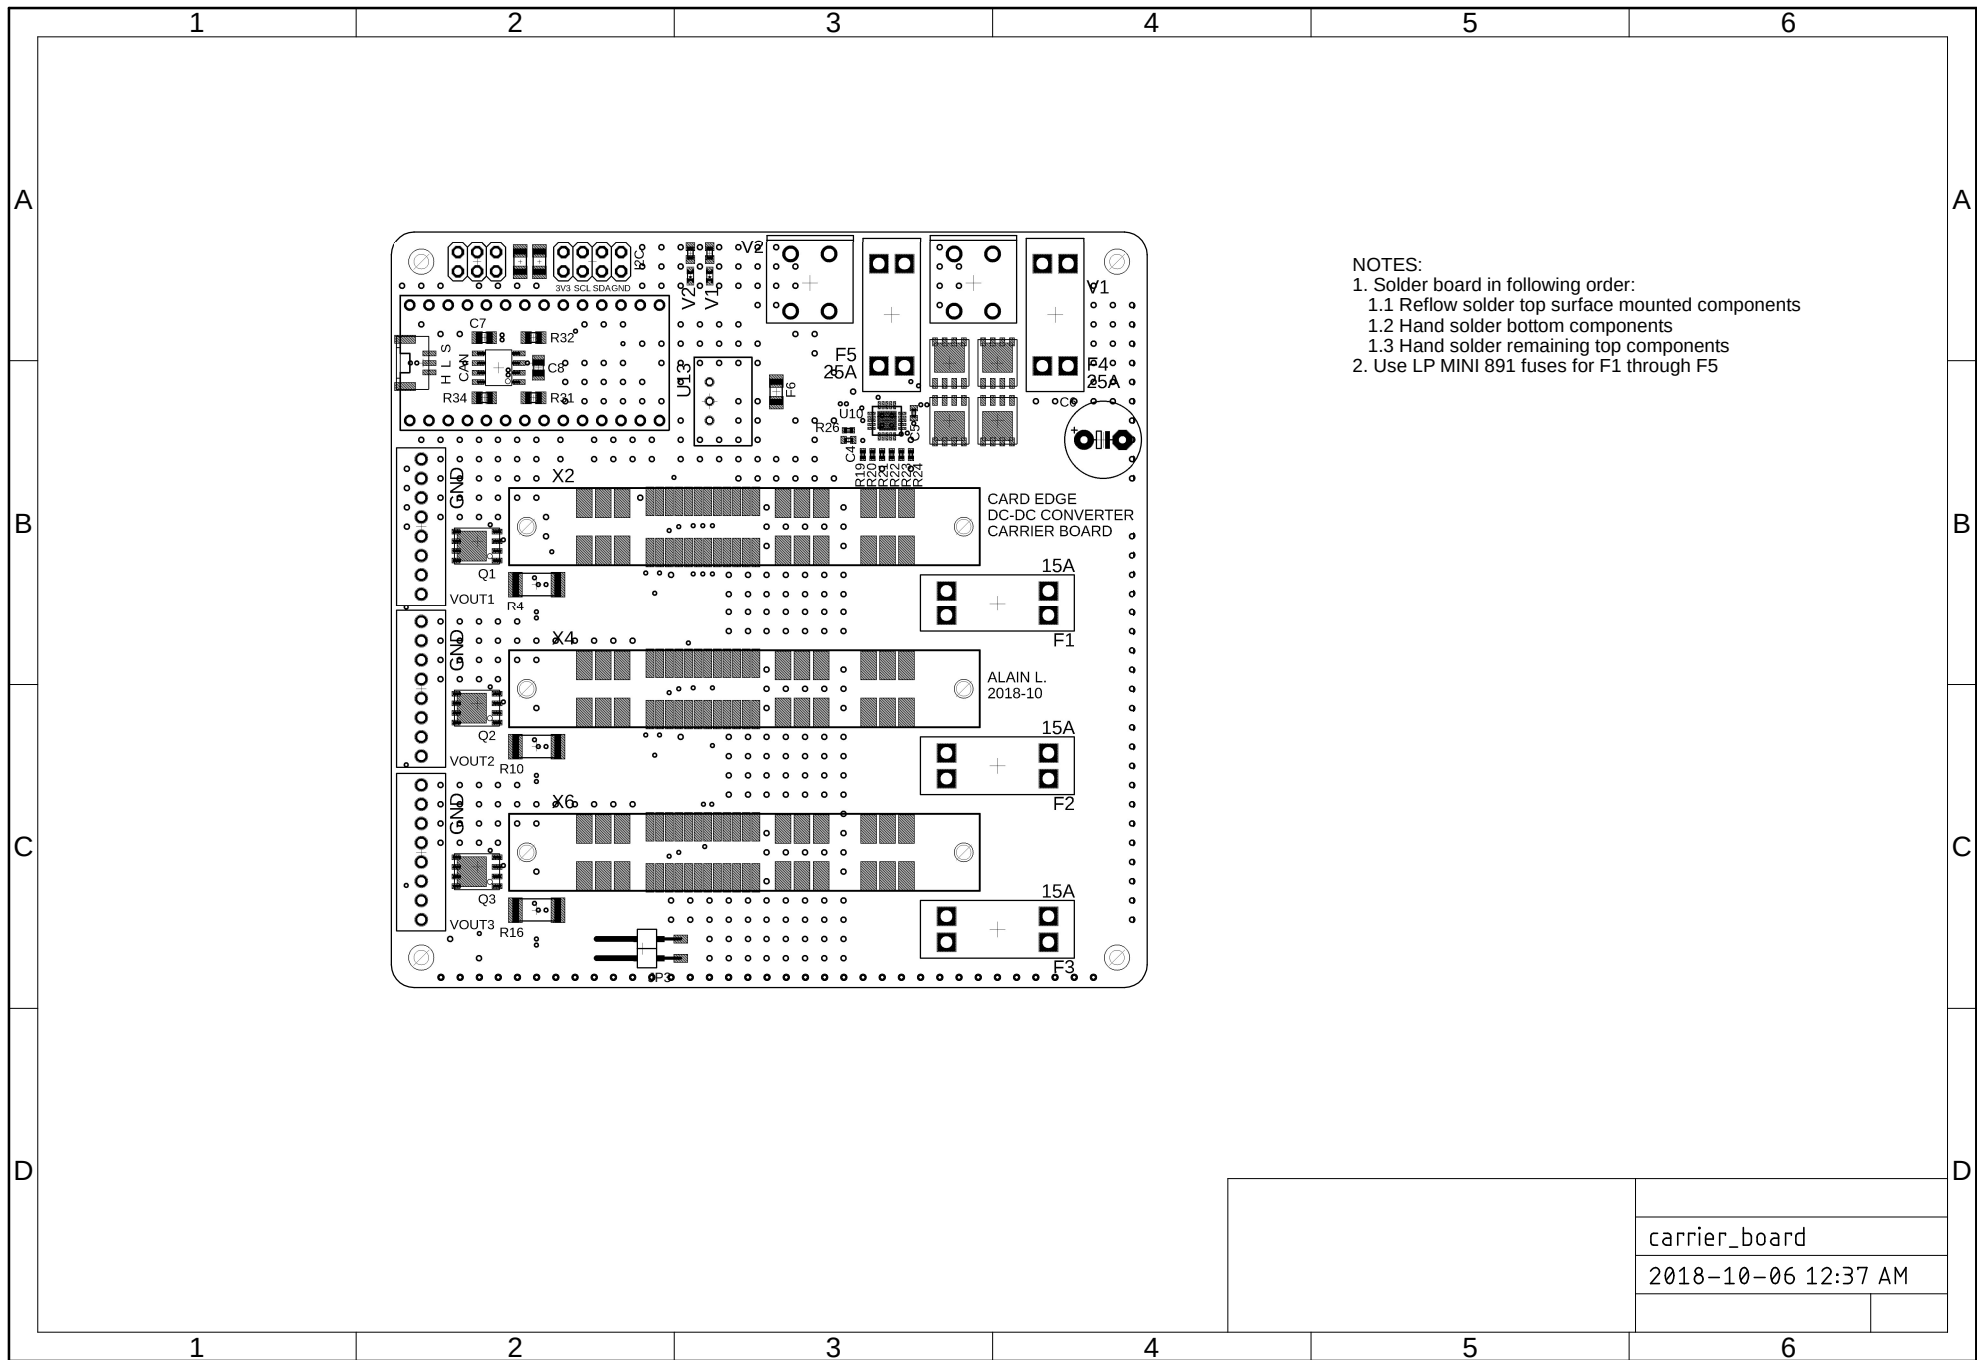 1 2 3 4 5 6
A A
I2C
3V3 SCL SDA GND
V2 V1
V2
V1
NOTES:
1. Solder board in following order:
1.1 Reflow solder top surface mounted components
1.2 Hand solder bottom components
1.3 Hand solder remaining top components
2. Use LP MINI 891 fuses for F1 through F5
C7
R32
H L S
CAN
C8
R34 R31
U13
F6
F5
25A
F4
25A
C6
+
U10
R26
C4
C5
R19 R20 R21 R22 R23 R24
X2
GND
CARD EDGE
DC-DC CONVERTER
CARRIER BOARD
B B
Q1
VOUT1
R4
15A
F1
X4
GND
ALAIN L.
2018-10
Q2
VOUT2
R10
15A
F2
X6
GND
C C
Q3
VOUT3
R16
15A
F3
JP3
D D
carrier_board
2018-10-06 12:37 AM
1 2 3 4 5 6